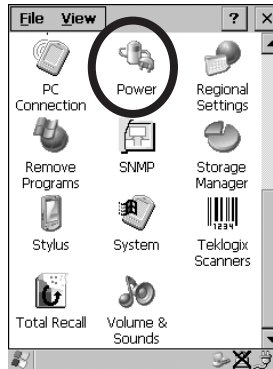 File View ? ×
PC
Connection
Power
Regional
Settings
Remove
Programs
SNMP
Storage
Manager
Stylus
System
1234
Teklogix
Scanners
Total Recall
Volume &
Sounds